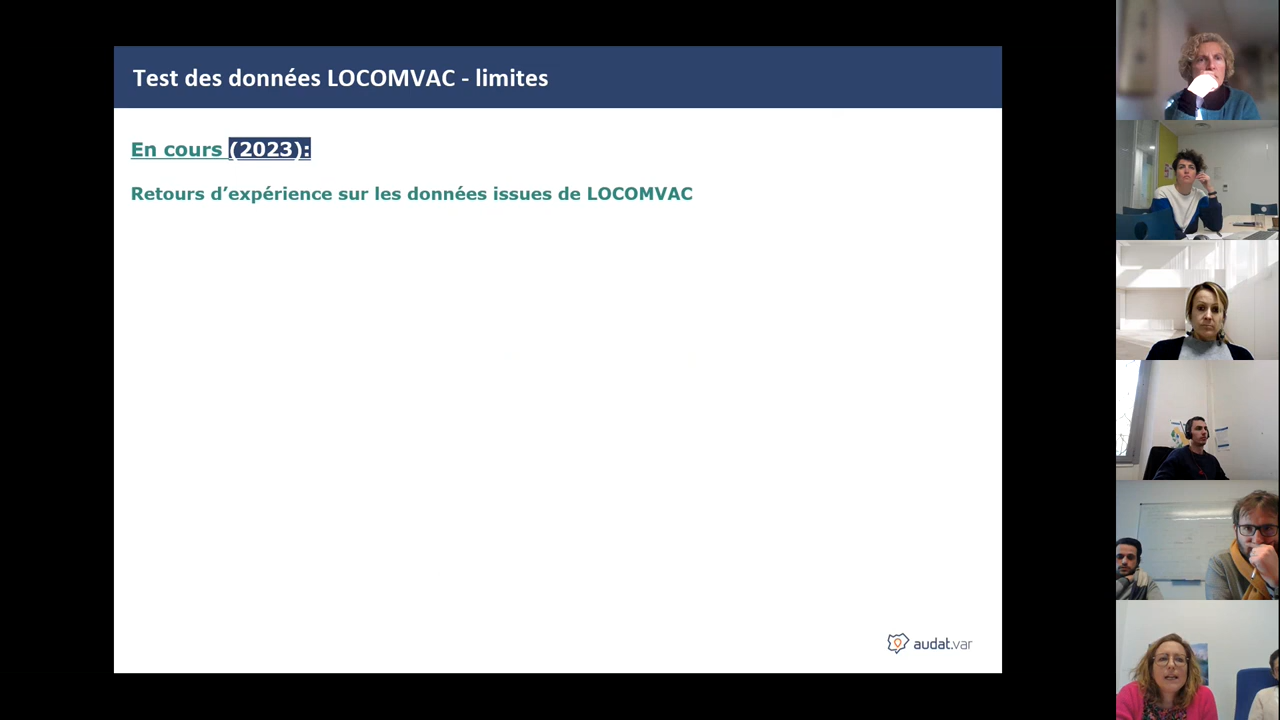 Test des données LOCOMVAC - limites
En cours (2023):
Retours d’expérience sur les données issues de LOCOMVAC
audat.var